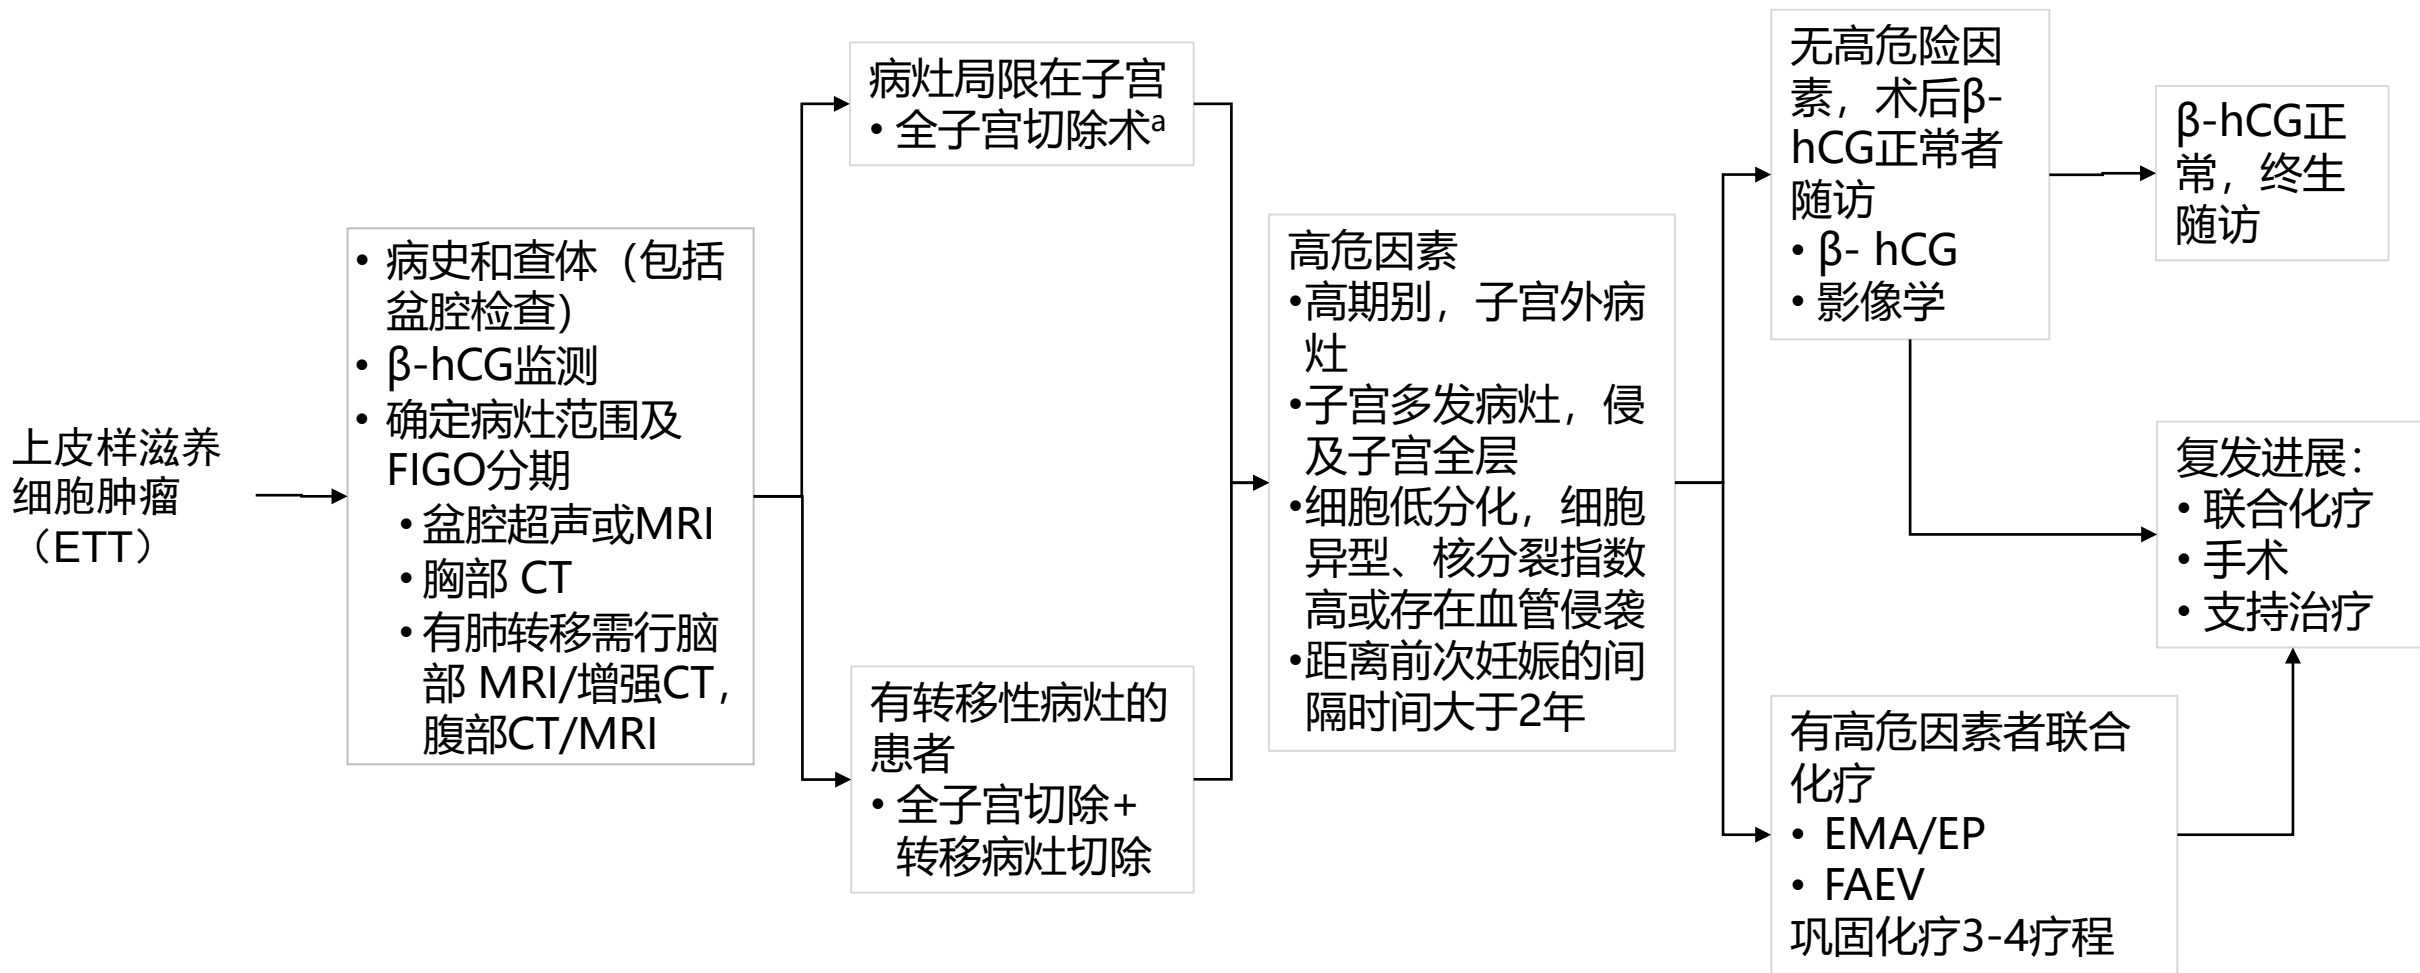 上皮样滋养
细胞肿瘤
（ETT）
• 病史和查体（包括
盆腔检查）
• β-hCG监测
• 确定病灶范围及
FIGO分期
• 盆腔超声或MRI
• 胸部 CT
• 有肺转移需行脑
部 MRI/增强CT，
腹部CT/MRI
病灶局限在子宫
• 全子宫切除术a
有转移性病灶的
患者
• 全子宫切除+
转移病灶切除
高危因素
•高期别，子宫外病
灶
•子宫多发病灶，侵
及子宫全层
•细胞低分化，细胞
异型、核分裂指数
高或存在血管侵袭
•距离前次妊娠的间
隔时间大于2年
无高危险因
素，术后β-
hCG正常者
随访
• β- hCG
• 影像学
有高危因素者联合
化疗
• EMA/EP
• FAEV
巩固化疗3-4疗程
β-hCG正
常，终生
随访
复发进展：
• 联合化疗
• 手术
• 支持治疗